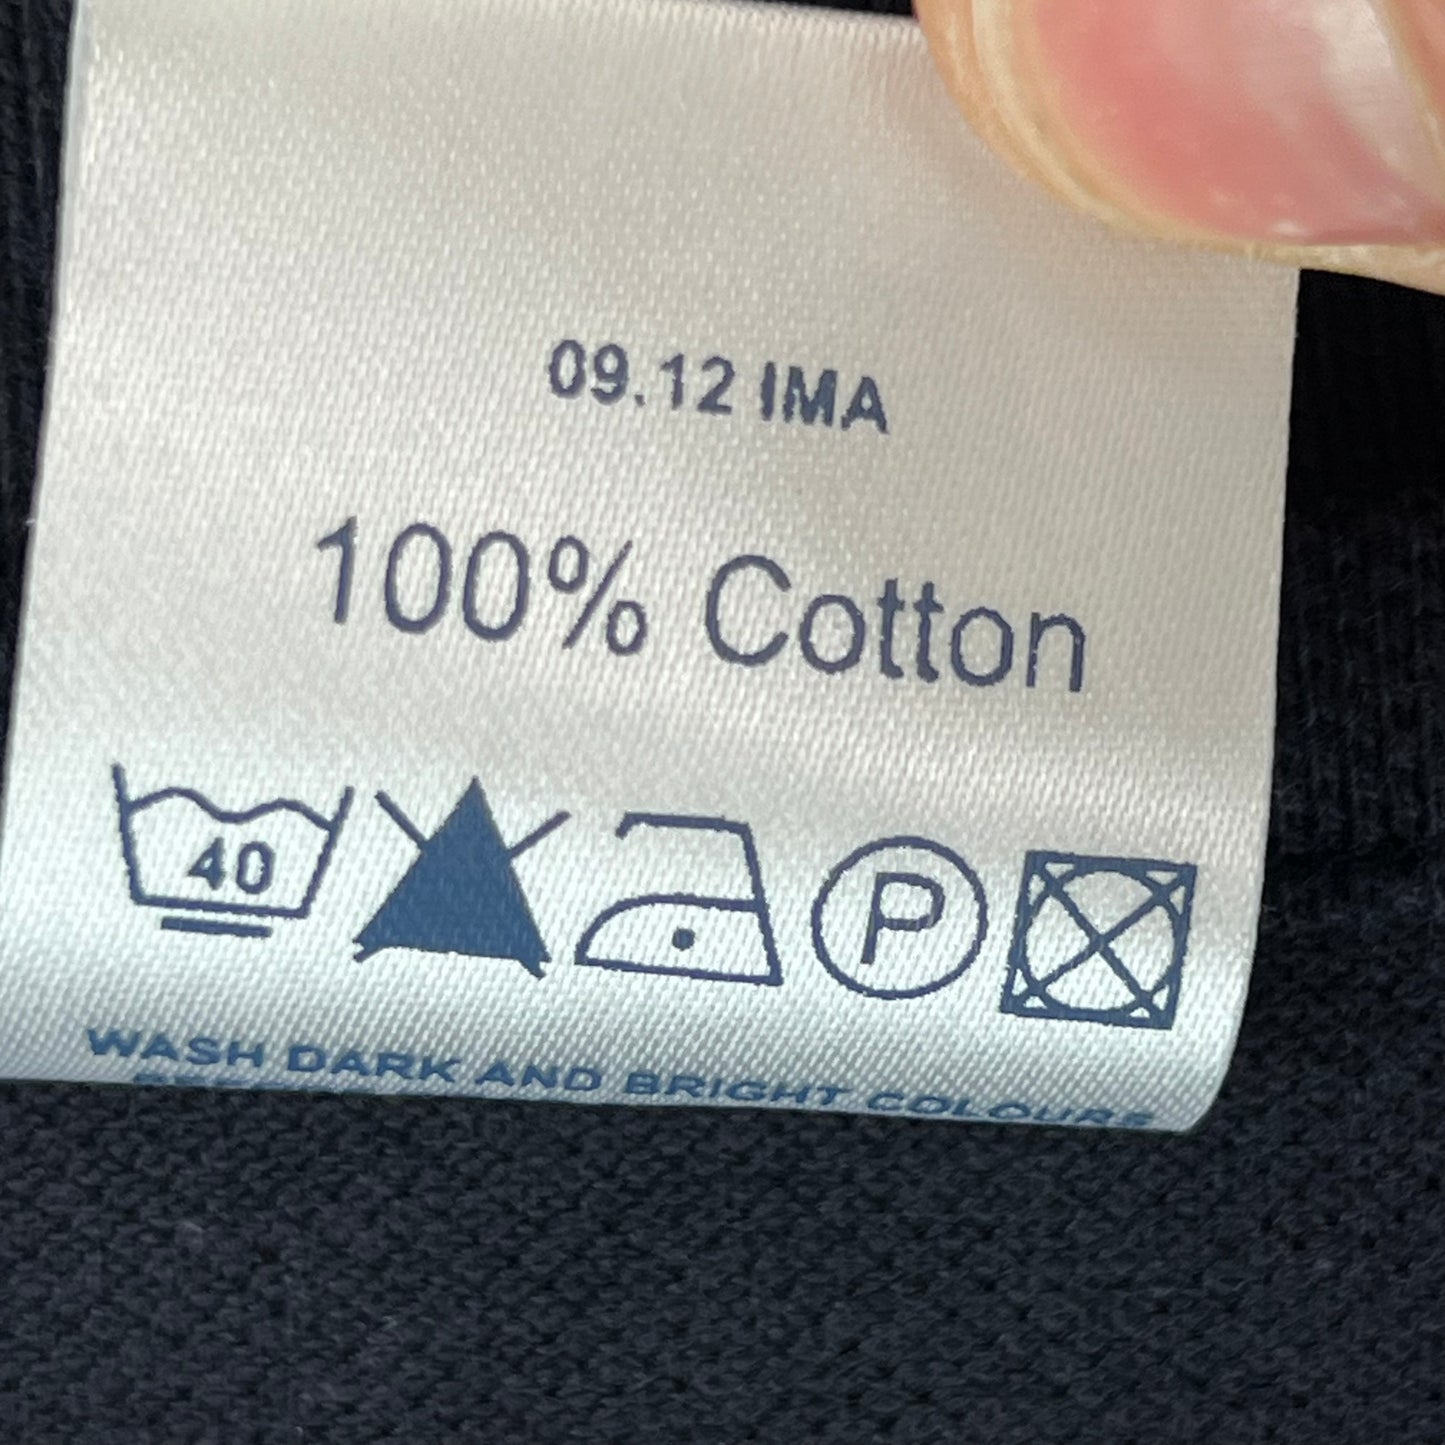 09.12 IMA
100% Cotton
40
P
WASH DARK AND BRIGHT COLOURS